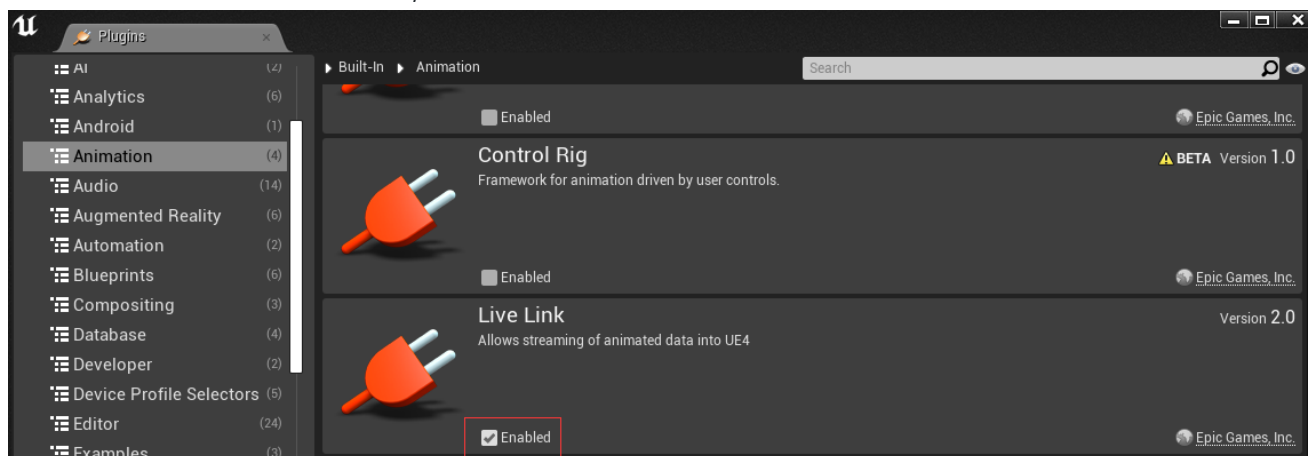 Plugins
AI (2)
Analytics (6)
Android (1)
Animation (4)
Audio (14)
Augmented Reality (6)
Automation (2)
Blueprints (6)
Compositing (3)
Database (4)
Developer (2)
Device Profile Selectors (5)
Editor (24)
Examples (3)
Built-In Animation
Search
Enabled
Epic Games, Inc.
Control Rig
BETA Version 1.0
Framework for animation driven by user controls.
Enabled
Epic Games, Inc.
Live Link
Version 2.0
Allows streaming of animated data into UE4
Enabled
Epic Games, Inc.